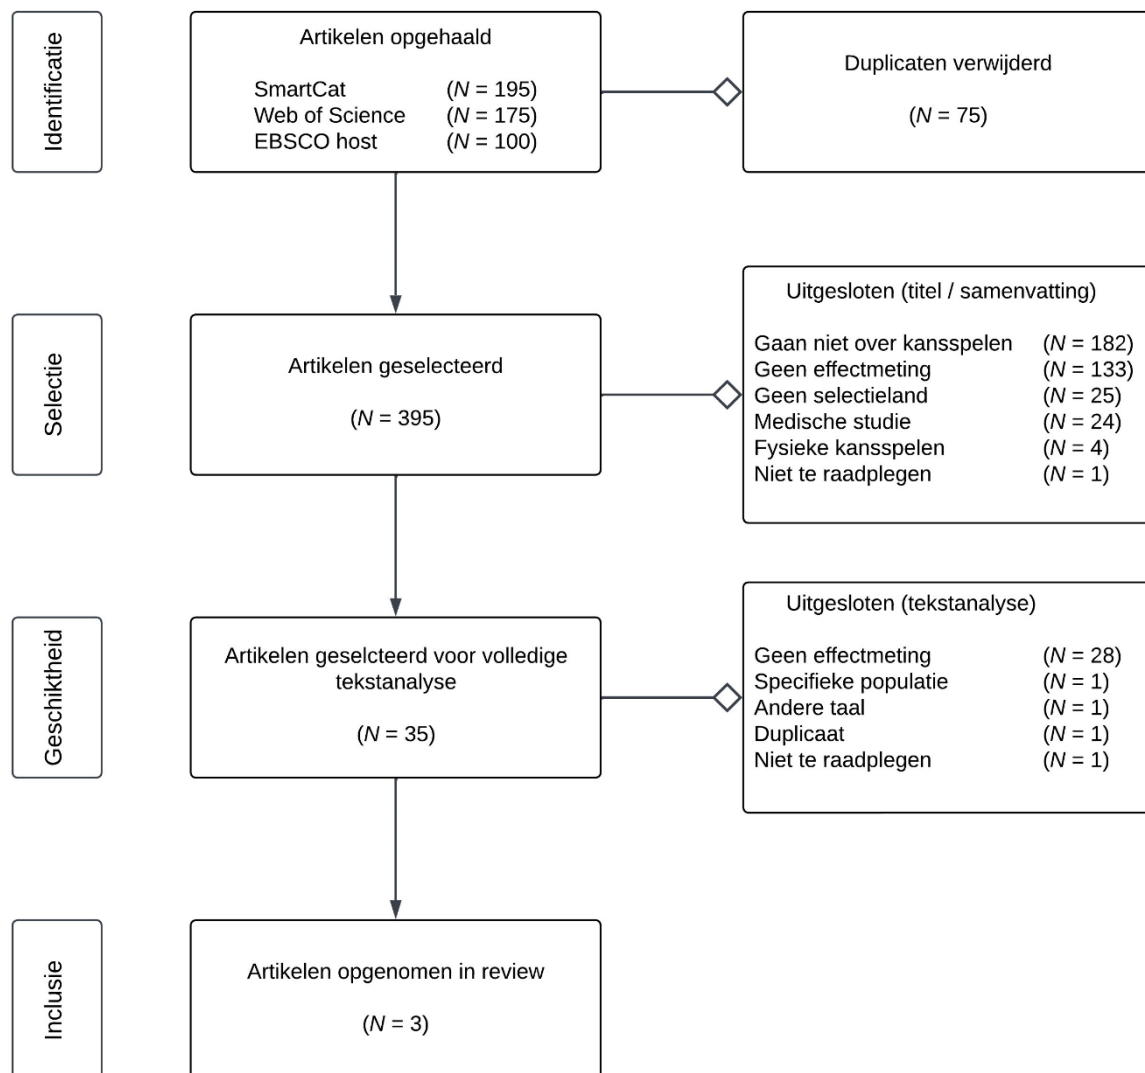 Identificatie
Artikelen opgehaald
SmartCat (N = 195)
Web of Science (N = 175)
EBSCO host (N = 100)
Duplicaten verwijderd
(N = 75)
Selectie
Artikelen geselecteerd
(N = 395)
Uitgesloten (titel / samenvatting)
Gaan niet over kansspelen (N = 182)
Geen effectmeting (N = 133)
Geen selectieland (N = 25)
Medische studie (N = 24)
Fysieke kansspelen (N = 4)
Niet te raadplegen (N = 1)
Geschiktheid
Artikelen geselcteerd voor volledige
tekstanalyse
(N = 35)
Uitgesloten (tekstanalyse)
Geen effectmeting (N = 28)
Specifieke populatie (N = 1)
Andere taal (N = 1)
Duplicaat (N = 1)
Niet te raadplegen (N = 1)
Inclusie
Artikelen opgenomen in review
(N = 3)